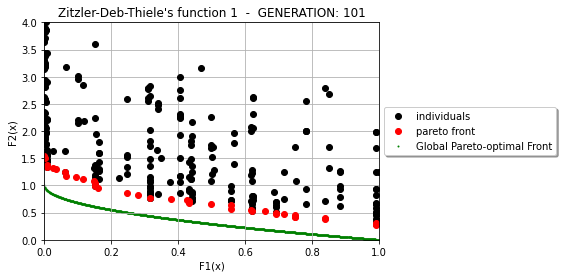 Zitzler-Deb-Thiele's function 1 - GENERATION: 101
4.0
3.5
3.0
2.5
2.0
1.5
1.0
0.5
0.0
F2(x)
0.0 0.2 0.4 0.6 0.8 1.0
F1(x)
individuals
pareto front
Global Pareto-optimal Front